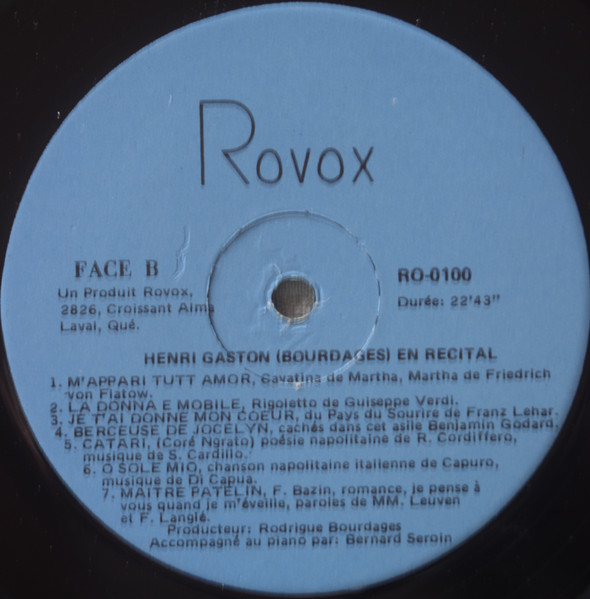 ROVOX
FACE B
RO-0100
Un Produit Rovox,
2826, Croissant Alma
Laval, Qué.
Durée: 22'43"
HENRI GASTON (BOURDAGES) EN RECITAL
1. M'APPARI TUTT AMOR, Cavatina de Martha, Martha de Friedrich
von Flatow.
2. LA DONNA E MOBILE, Rigoletto de Guiseppe Verdi.
3. JE T'AI DONNE MON COEUR, du Pays du Sourire de Franz Lehar.
4. BERCEUSE DE JOCELYN, cachés dans cet asile Benjamin Godard.
5. CATARI, (Coré Ngrato) poésie napolitaine de R. Cordiffero,
musique de S. Cardillo.
6. O SOLE MIO, chanson napolitaine italienne de Capuro,
musique de Di Capua.
7. MAITRE PATELIN, F. Bazin, romance, je pense à
vous quand je m'éveille, paroles de MM. Leuven
et F. Langlé.
Producteur: Rodrigue Bourdages
Accompagné au piano par: Bernard Seroin